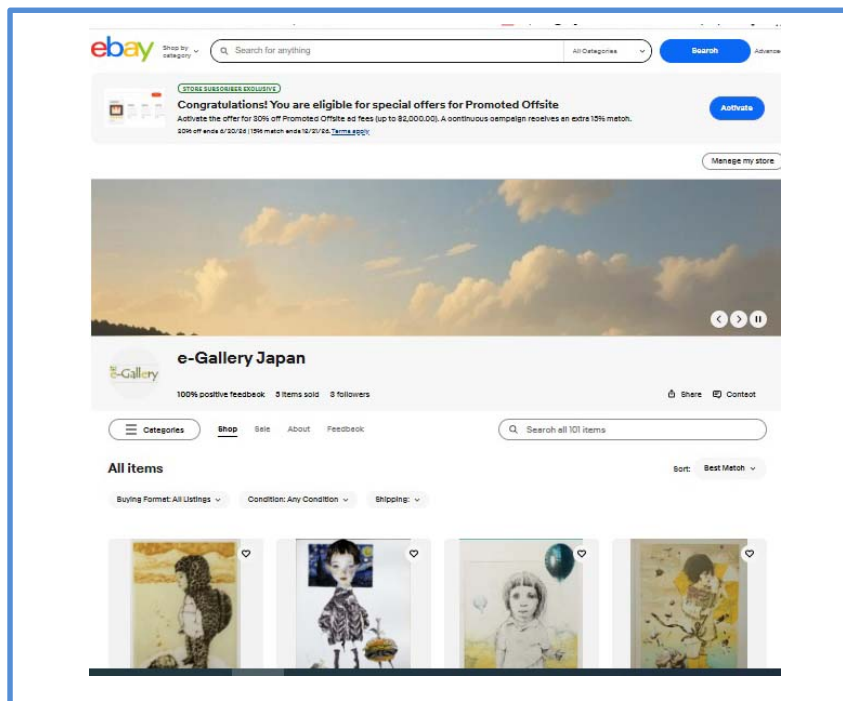 ebay
Shop by category
Search for anything
All Categories
Search
Advance
STORE SUBSCRIBER EXCLUSIVE
Congratulations! You are eligible for special offers for Promoted Offsite
Activate the offer for 30% off Promoted Offsite ad fees (up to $2,000.00). A continuous campaign receives an extra 15% match.
Terms apply
Activate
Manage my store
e-Gallery
e-Gallery Japan
100% positive feedback
items sold
followers
Share
Contact
Categories
Shop
Sale
About
Feedback
Search all 101 items
All items
Sort:
Best Match
Buying Format: All Listings
Condition: Any Condition
Shipping: